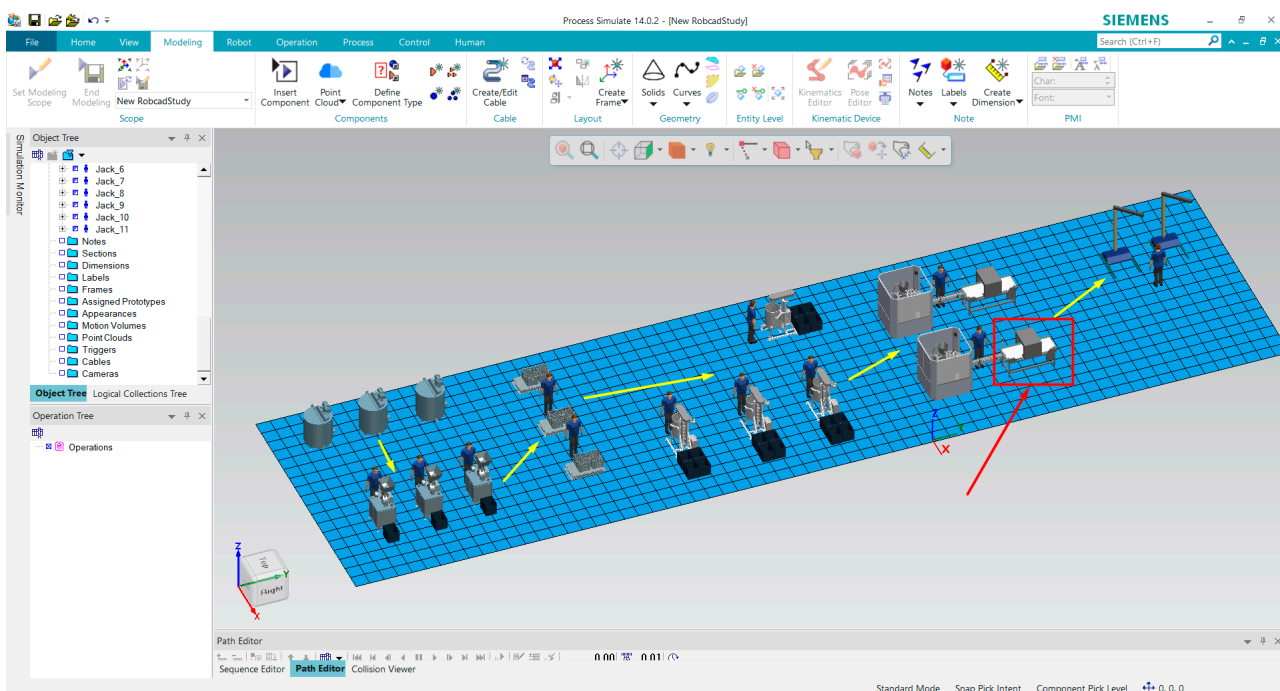 Process Simulate 14.0.2 - [New RobcadStudy]
SIEMENS
File Home View Modeling Robot Operation Process Control Human
Search (Ctrl+F)
Set Modeling Scope
End Modeling
New RobcadStudy
Scope
Insert Component
Point Cloud
Define Component Type
Components
Create/Edit Cable
Cable
Create Frame
Layout
Solids
Curves
Geometry
Entity Level
Kinematics Editor
Pose Editor
Kinematic Device
Notes
Labels
Create Dimension
Note
Char:
Font:
PMI
Simulation Monitor
Object Tree
Jack_6
Jack_7
Jack_8
Jack_9
Jack_10
Jack_11
Notes
Sections
Dimensions
Labels
Frames
Assigned Prototypes
Appearances
Motion Volumes
Point Clouds
Triggers
Cables
Cameras
Object Tree Logical Collections Tree
Operation Tree
Operations
Z
Y
X
Z
Top
Y
Right
X
Path Editor
0.00 0.01
Sequence Editor Path Editor Collision Viewer
Standard Mode Snap Pick Intent Component Pick Level 0, 0, 0